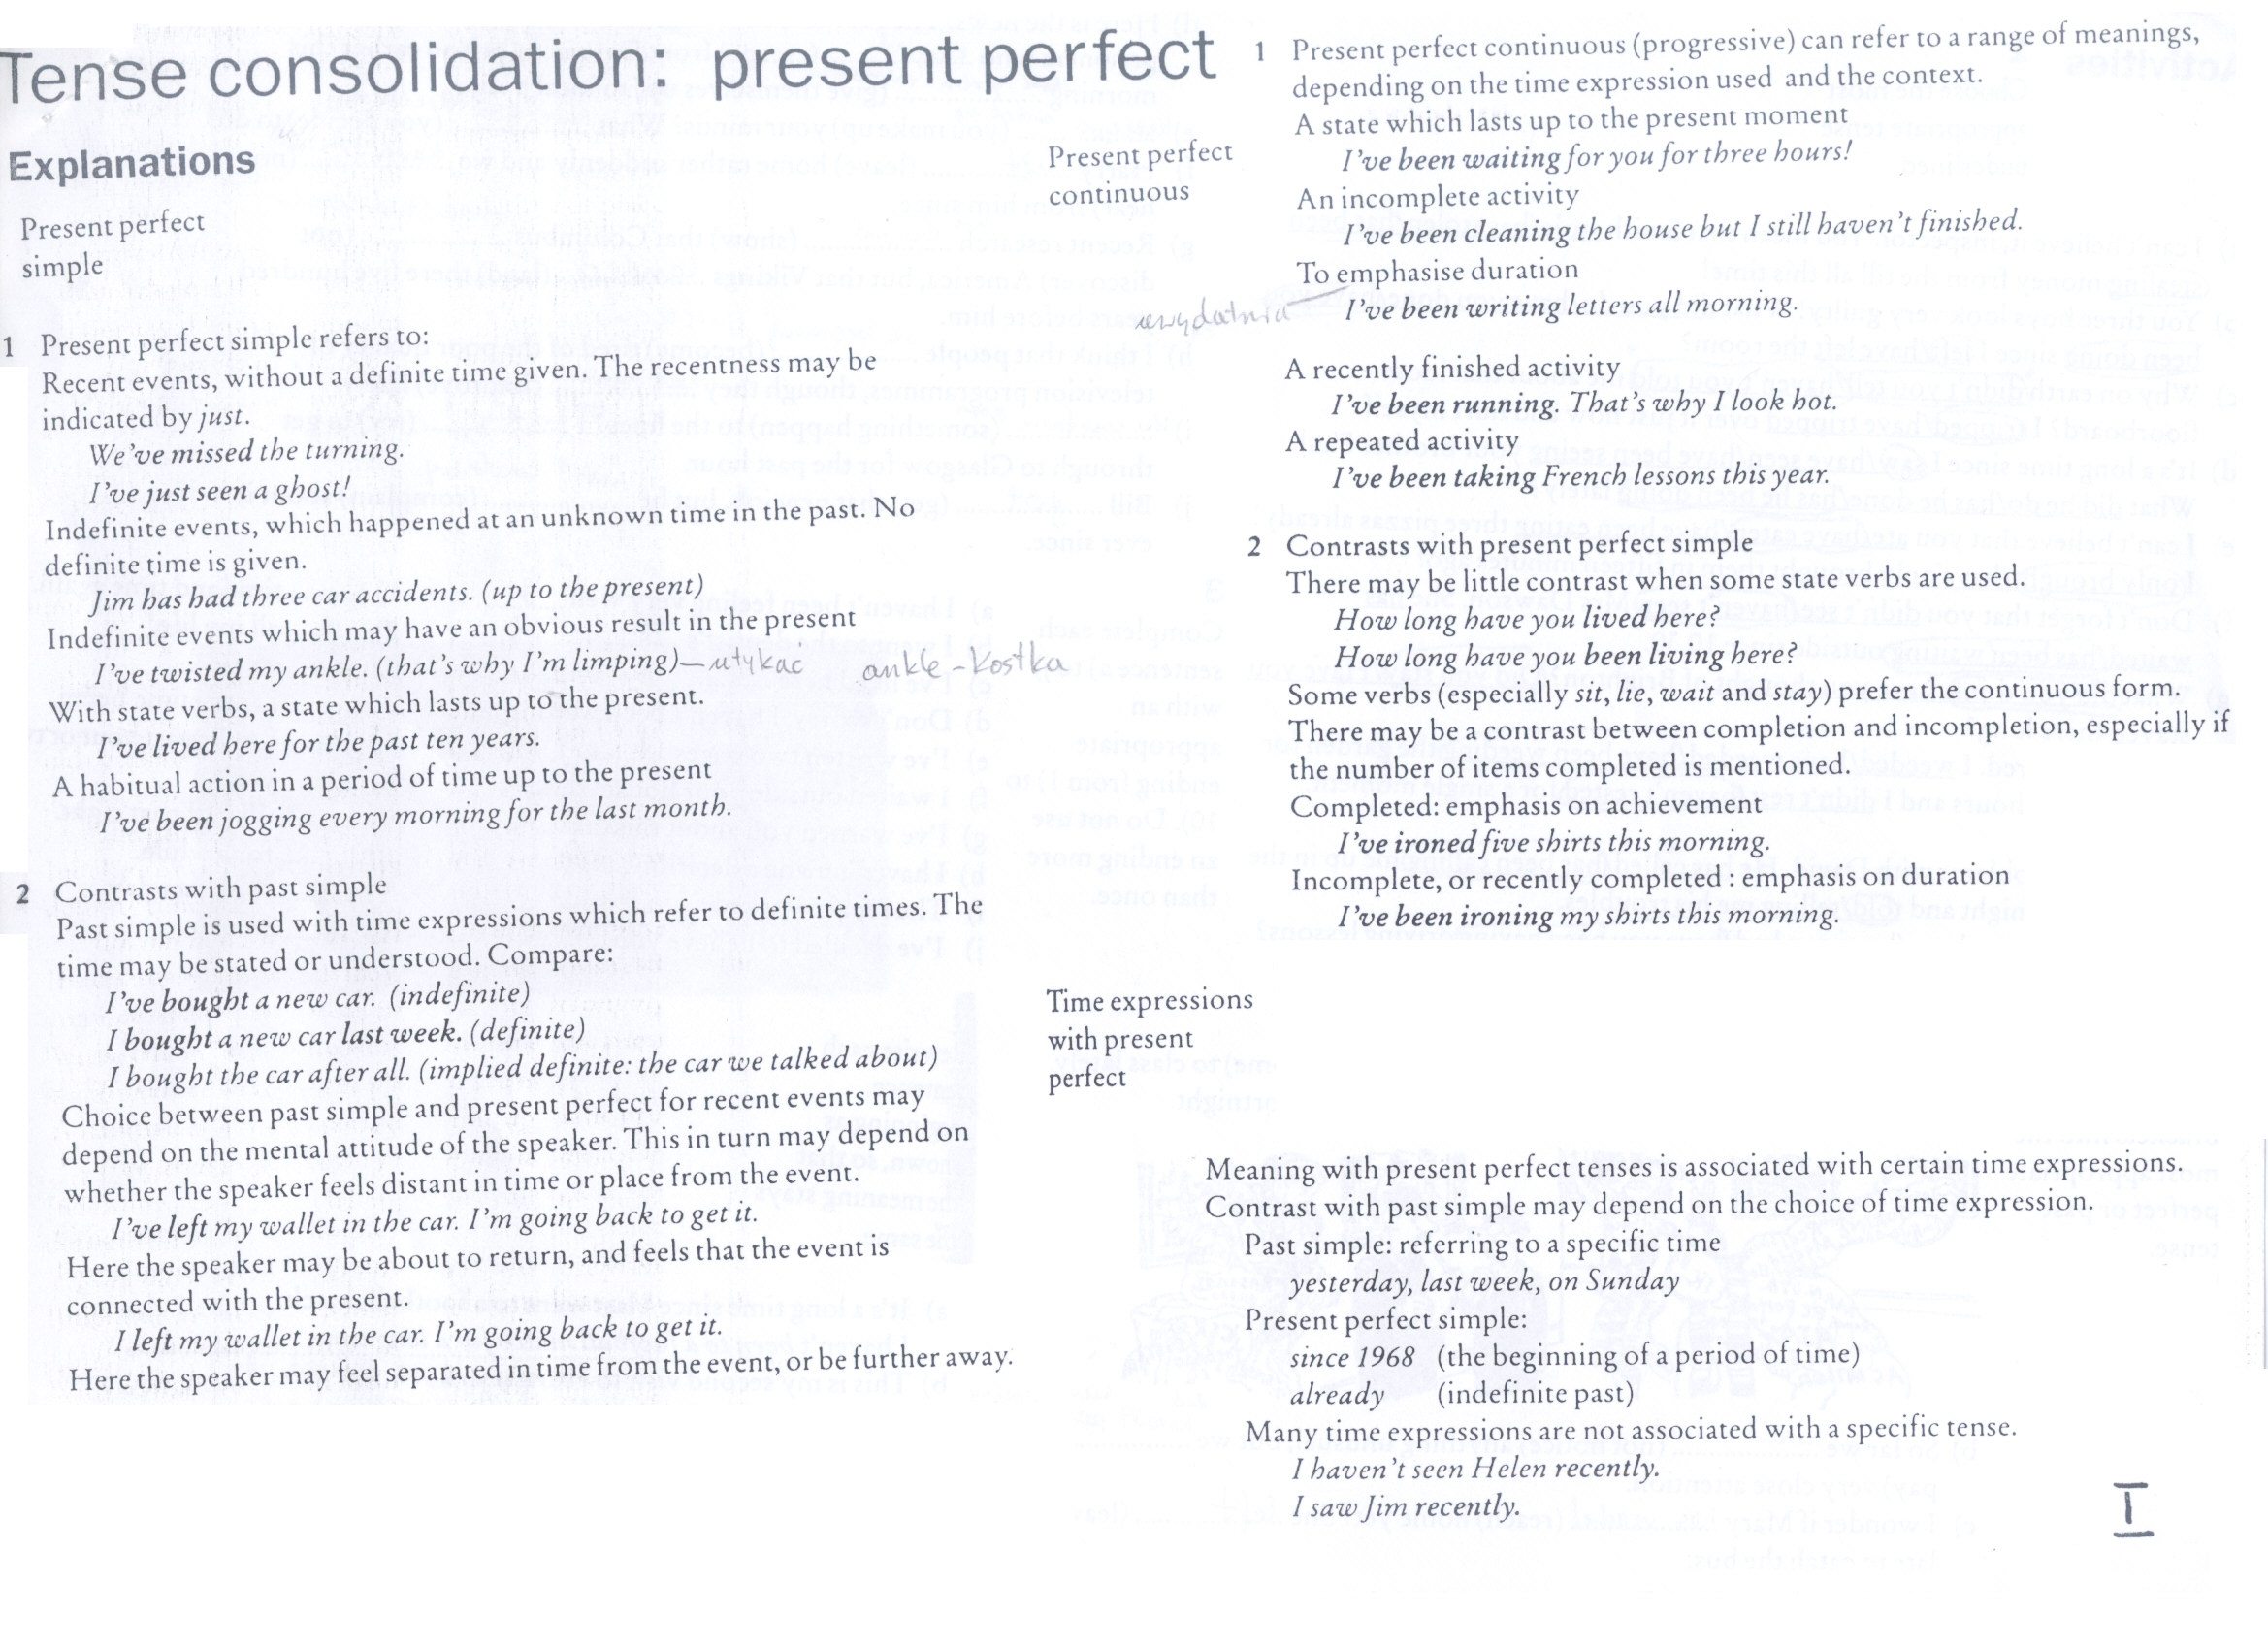 Tense consolidation: present perfect
Explanations
Present perfect
simple
1 Present perfect simple refers to:
Recent events, without a definite time given. The recentness may be
indicated by just.
We've missed the turning.
I've just seen a ghost!
Indefinite events, which happened at an unknown time in the past. No
definite time is given.
Jim has had three car accidents. (up to the present)
Indefinite events which may have an obvious result in the present
I've twisted my ankle. (that's why I'm limping)—utykac ankle - kostka
With state verbs, a state which lasts up to the present.
I've lived here for the past ten years.
A habitual action in a period of time up to the present
I've been jogging every morning for the last month.
2 Contrasts with past simple
Past simple is used with time expressions which refer to definite times. The
time may be stated or understood. Compare:
I've bought a new car. (indefinite)
I bought a new car last week. (definite)
I bought the car after all. (implied definite: the car we talked about)
Choice between past simple and present perfect for recent events may
depend on the mental attitude of the speaker. This in turn may depend on
whether the speaker feels distant in time or place from the event.
I've left my wallet in the car. I'm going back to get it.
Here the speaker may be about to return, and feels that the event is
connected with the present.
I left my wallet in the car. I'm going back to get it.
Here the speaker may feel separated in time from the event, or be further away.
Present perfect
continuous
1 Present perfect continuous (progressive) can refer to a range of meanings,
depending on the time expression used and the context.
A state which lasts up to the present moment
I've been waiting for you for three hours!
An incomplete activity
I've been cleaning the house but I still haven't finished.
To emphasise duration
I've been writing letters all morning.
A recently finished activity
I've been running. That's why I look hot.
A repeated activity
I've been taking French lessons this year.
2 Contrasts with present perfect simple
There may be little contrast when some state verbs are used.
How long have you lived here?
How long have you been living here?
Some verbs (especially sit, lie, wait and stay) prefer the continuous form.
There may be a contrast between completion and incompletion, especially if
the number of items completed is mentioned.
Completed: emphasis on achievement
I've ironed five shirts this morning.
Incomplete, or recently completed : emphasis on duration
I've been ironing my shirts this morning.
Time expressions
with present
perfect
Meaning with present perfect tenses is associated with certain time expressions.
Contrast with past simple may depend on the choice of time expression.
Past simple: referring to a specific time
yesterday, last week, on Sunday
Present perfect simple:
since 1968 (the beginning of a period of time)
already (indefinite past)
Many time expressions are not associated with a specific tense.
I haven't seen Helen recently.
I saw Jim recently.
I